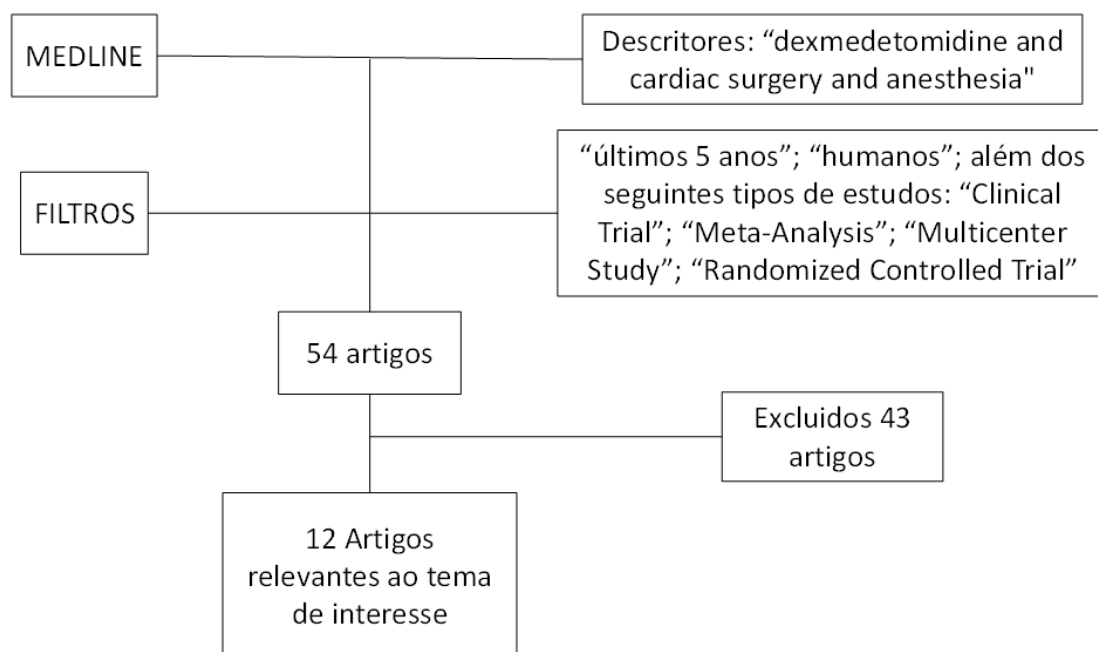 MEDLINE
Descritores: “dexmedetomidine and
cardiac surgery and anesthesia"
“últimos 5 anos”; “humanos”; além dos
seguintes tipos de estudos: “Clinical
Trial”; “Meta-Analysis”; “Multicenter
Study”; “Randomized Controlled Trial”
FILTROS
54 artigos
Excluidos 43
artigos
12 Artigos
relevantes ao tema
de interesse